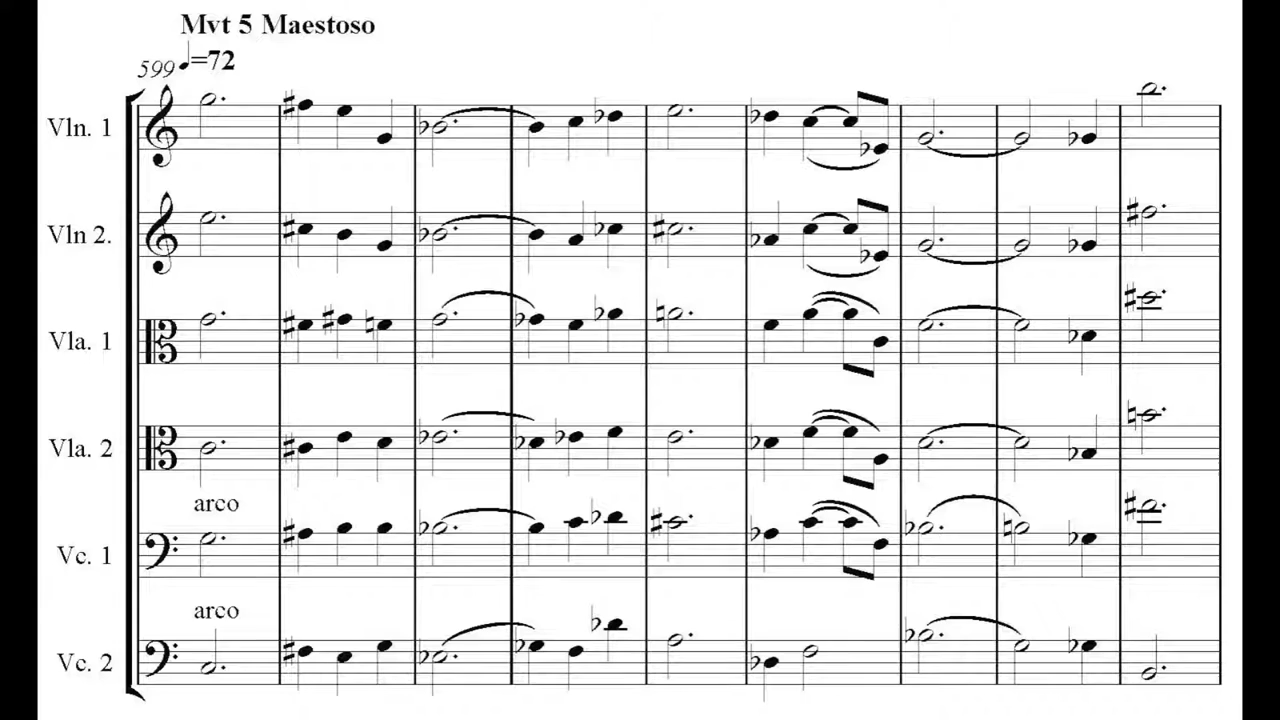 Mvt 5 Maestoso
599 ♩=72
Vln. 1
Vln 2.
Vla. 1
Vla. 2
arco
Vc. 1
arco
Vc. 2